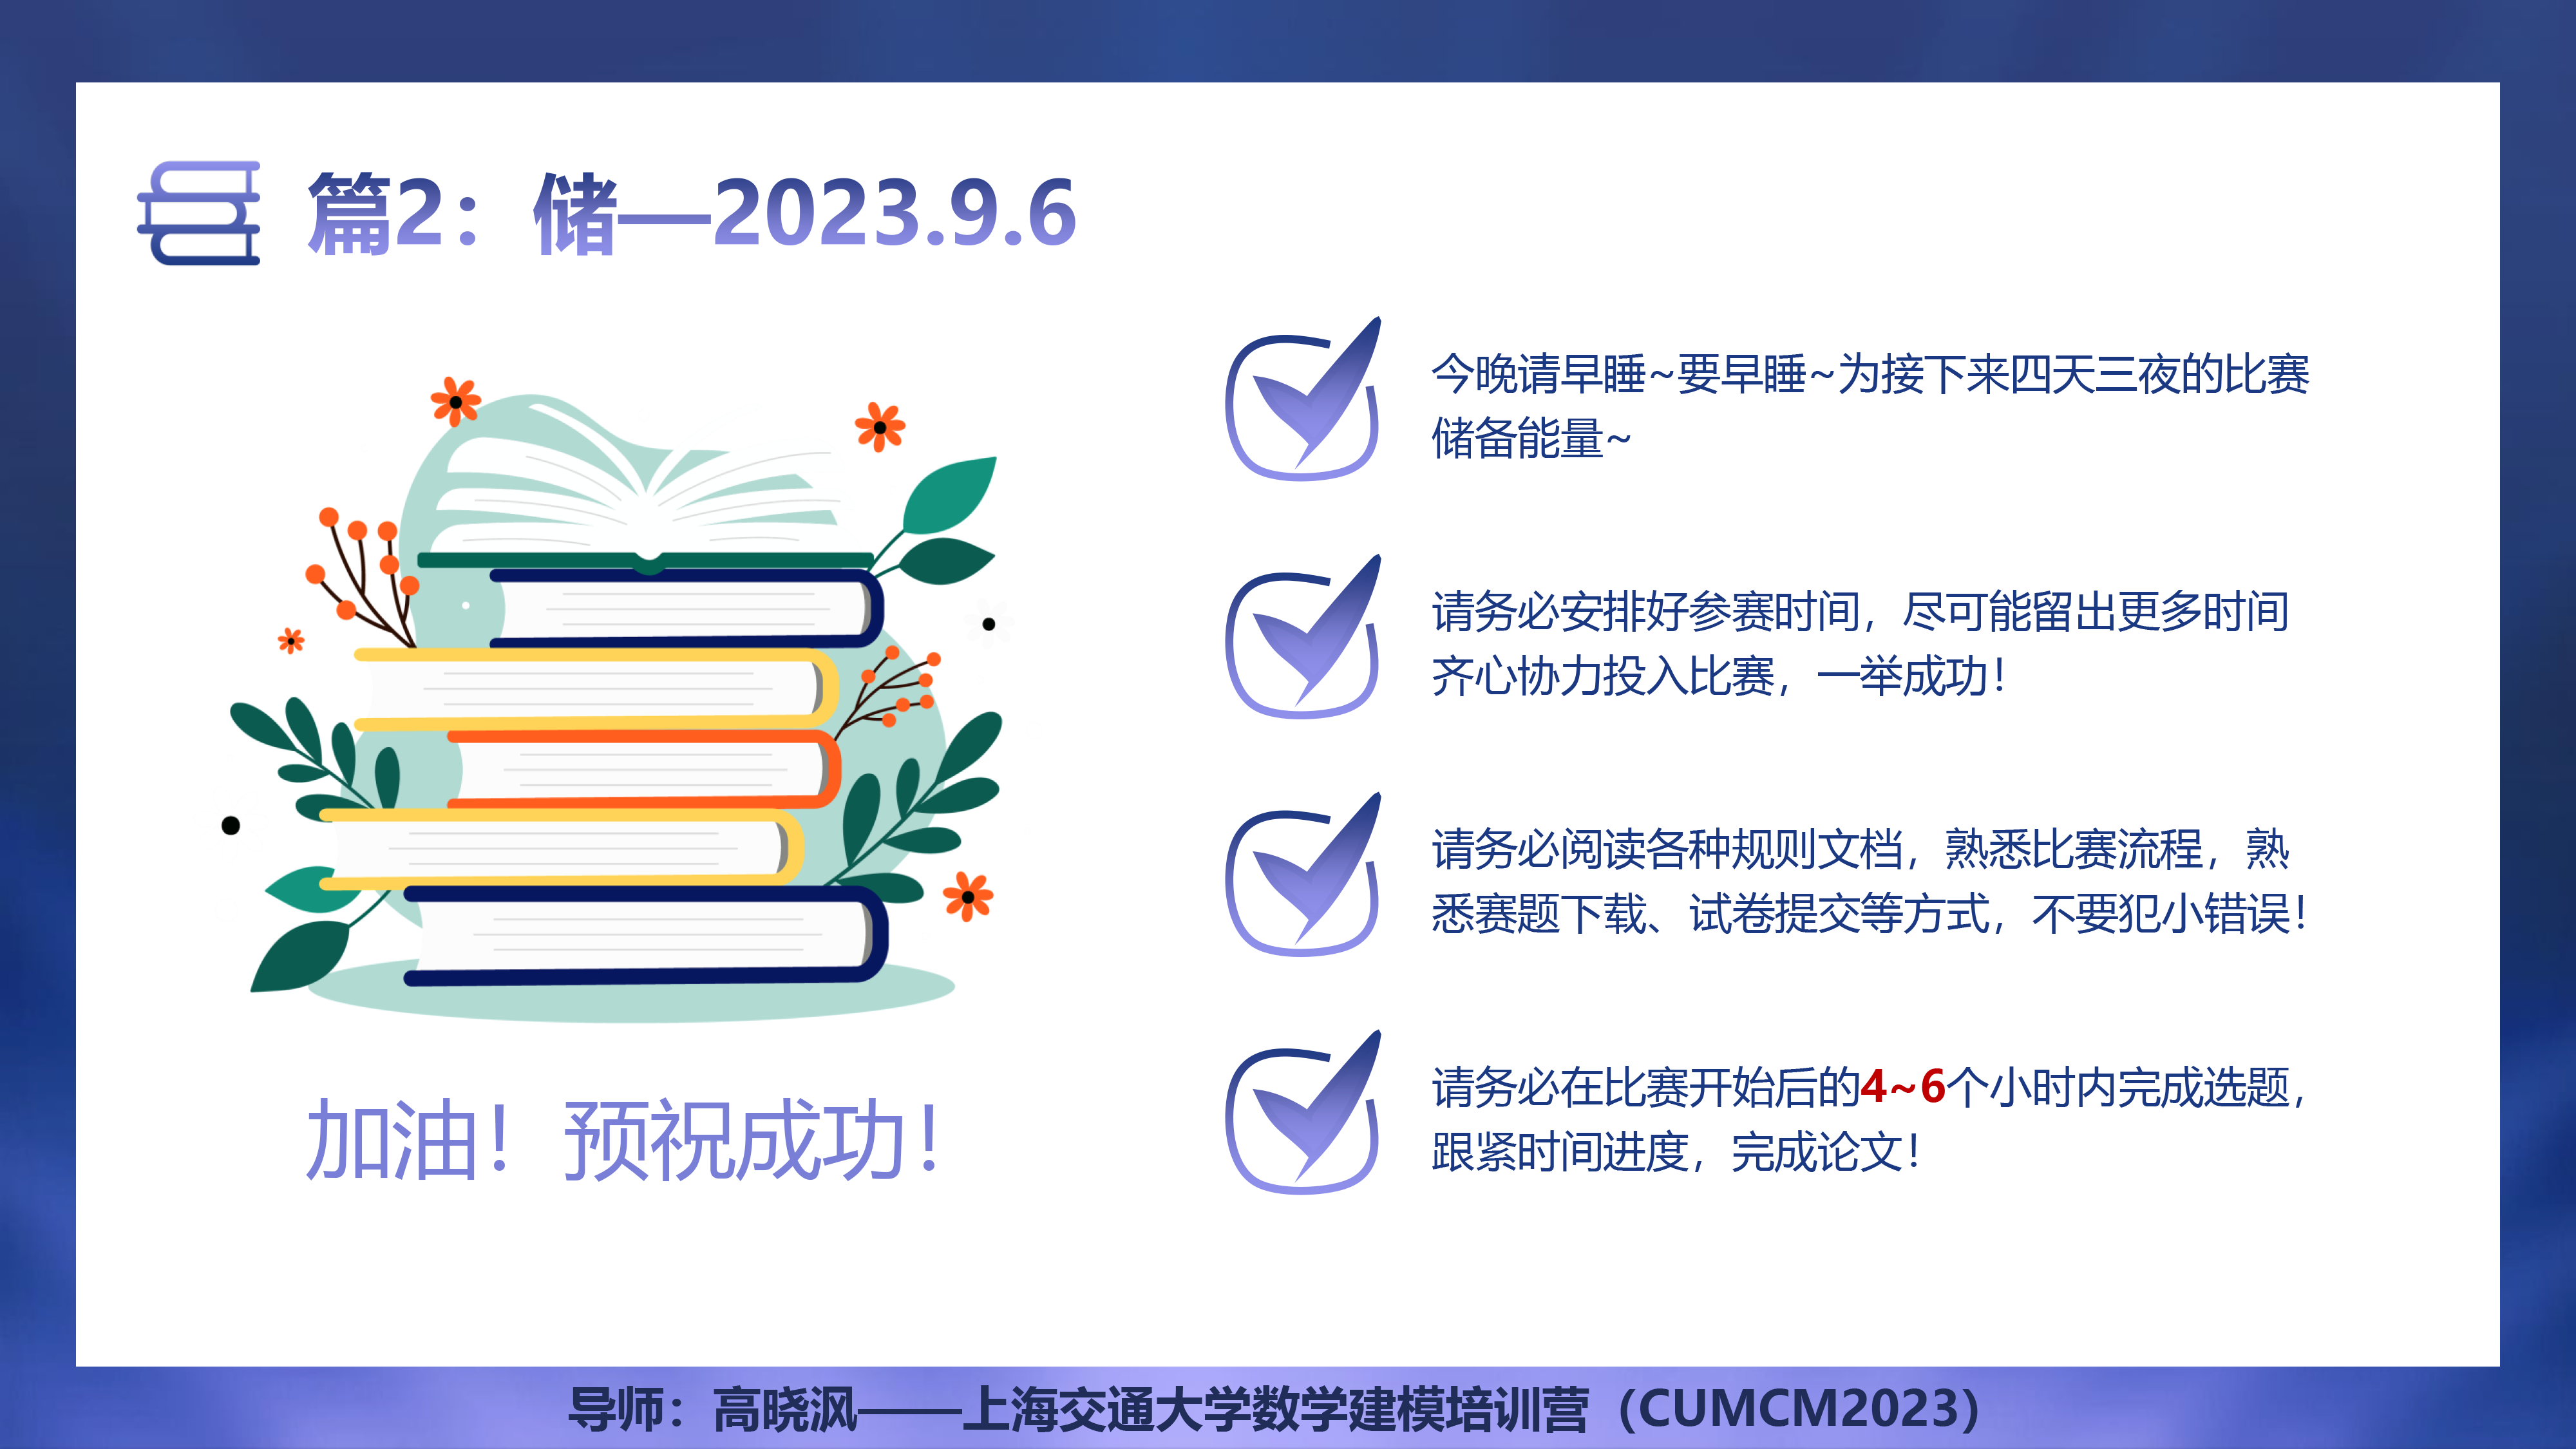 篇2：储—2023.9.6
今晚请早睡~要早睡~为接下来四天三夜的比赛
储备能量~
请务必安排好参赛时间，尽可能留出更多时间
齐心协力投入比赛，一举成功！
请务必阅读各种规则文档，熟悉比赛流程，熟
悉赛题下载、试卷提交等方式，不要犯小错误！
请务必在比赛开始后的4~6个小时内完成选题，
跟紧时间进度，完成论文！
加油！预祝成功！
导师：高晓沨——上海交通大学数学建模培训营（CUMCM2023）